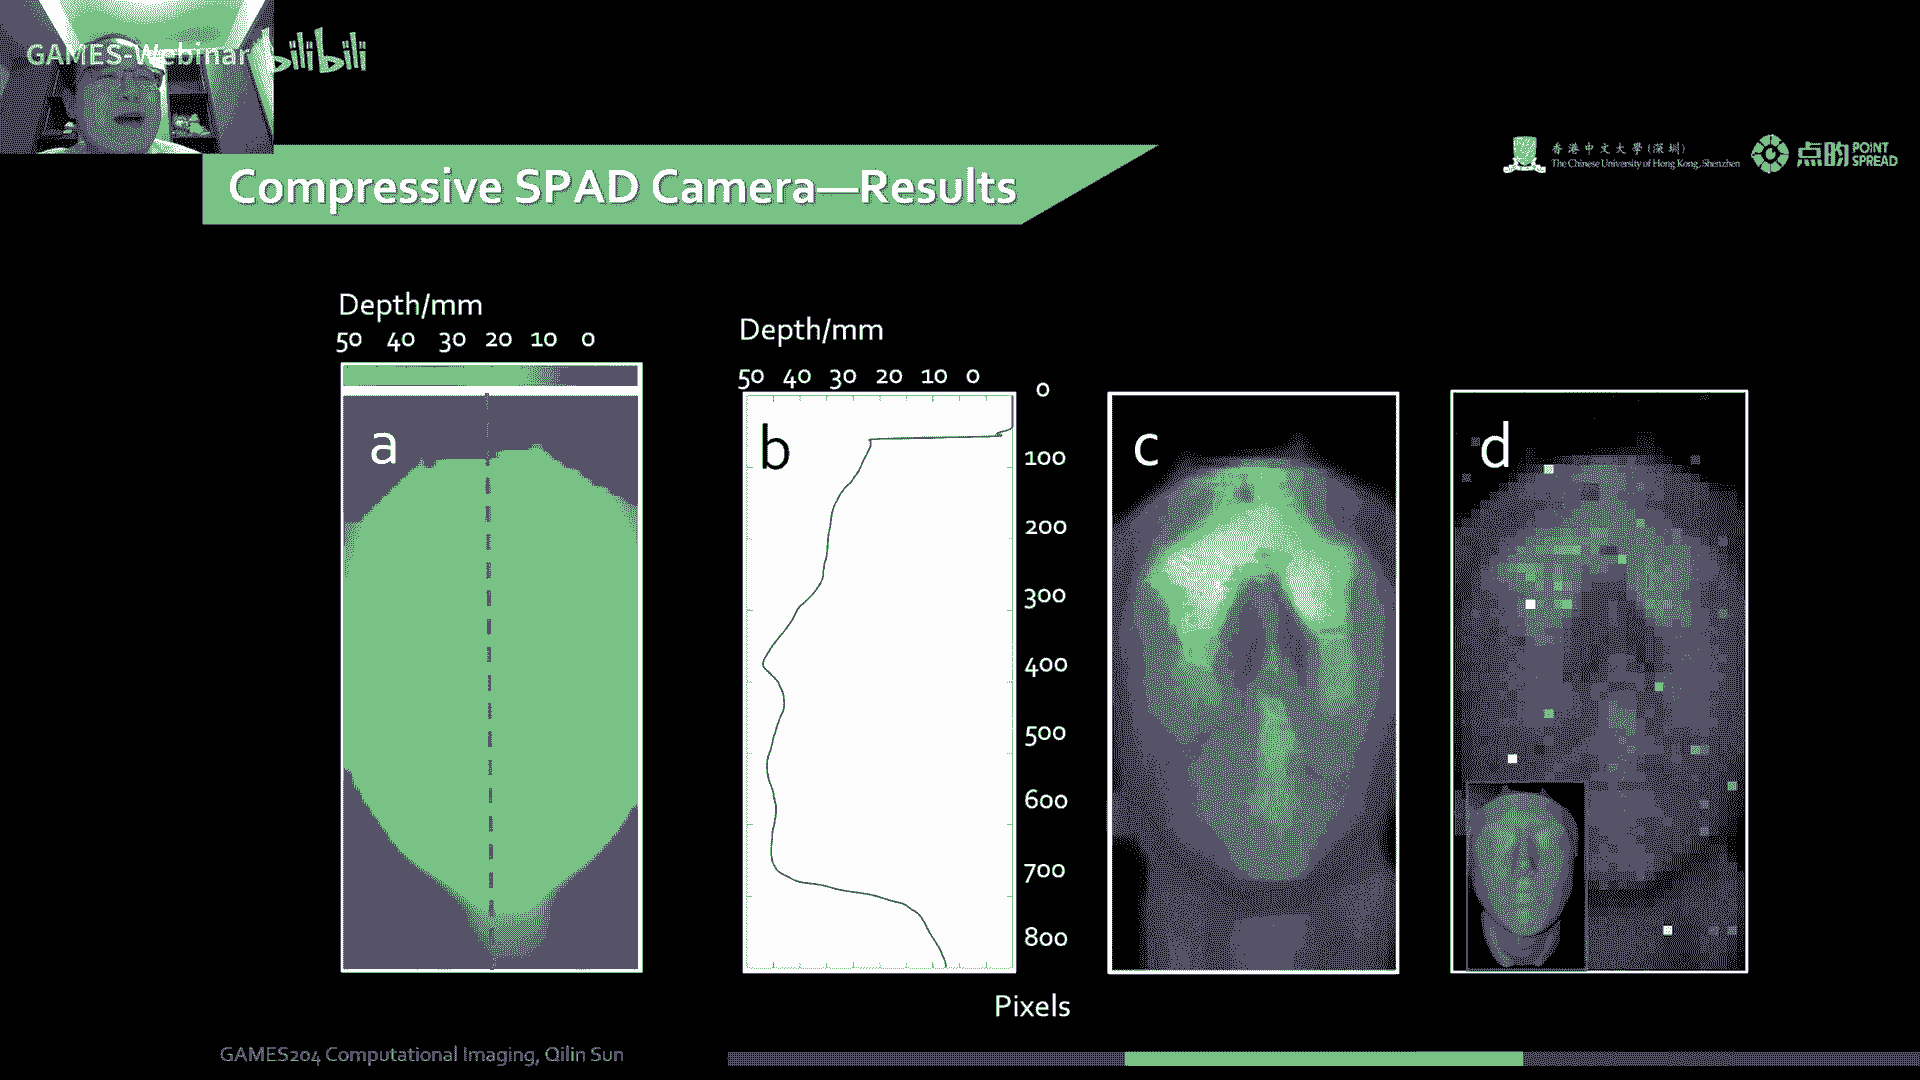 GAMES-Webinar
bilibili
香港中文大學(深圳)
The Chinese University of Hong Kong, Shenzhen
点昀 POINT
SPREAD
Compressive SPAD Camera—Results
Depth/mm
50 40 30 20 10 0
a
Depth/mm
50 40 30 20 10 0
b
0
100
200
300
400
500
600
700
800
Pixels
c
d
GAMES204 Computational Imaging, Qilin Sun